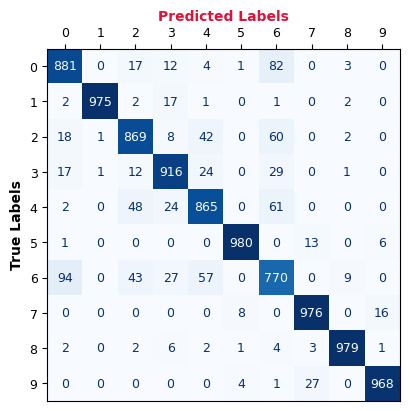 Predicted Labels
0 1 2 3 4 5 6 7 8 9
0 881 0 17 12 4 1 82 0 3 0
1 2 975 2 17 1 0 1 0 2 0
2 18 1 869 8 42 0 60 0 2 0
3 17 1 12 916 24 0 29 0 1 0
4 2 0 48 24 865 0 61 0 0 0
5 1 0 0 0 0 980 0 13 0 6
6 94 0 43 27 57 0 770 0 9 0
7 0 0 0 0 0 8 0 976 0 16
8 2 0 2 6 2 1 4 3 979 1
9 0 0 0 0 0 4 1 27 0 968
True Labels